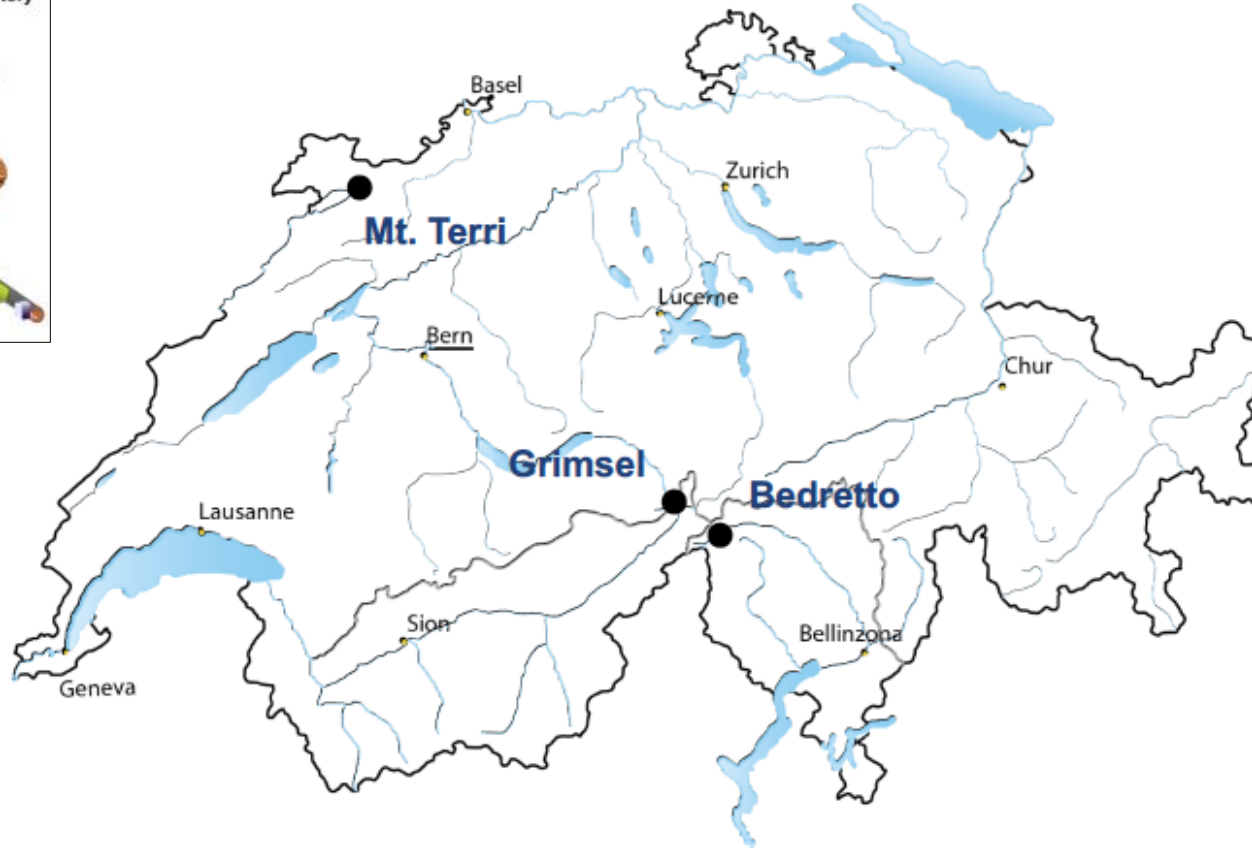 Basel
Zurich
Mt. Terri
Lucerne
Bern
Chur
Grimsel
Bedretto
Lausanne
Sion
Bellinzona
Geneva